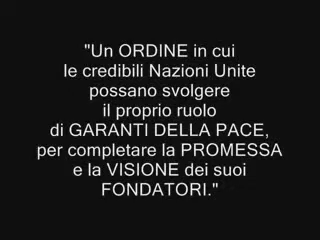 "Un ORDINE in cui
le credibili Nazioni Unite
possano svolgere
il proprio ruolo
di GARANTI DELLA PACE,
per completare la PROMESSA
e la VISIONE dei suoi
FONDATORI."